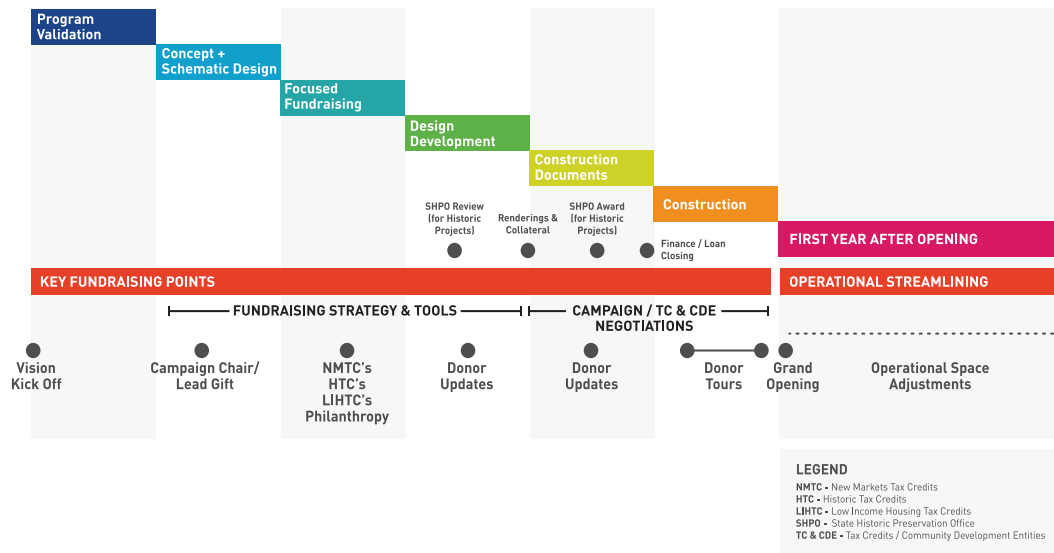 Program
Validation
Concept +
Schematic Design
Focused
Fundraising
Design
Development
Construction
Documents
Construction
FIRST YEAR AFTER OPENING
SHPO Review
(for Historic
Projects)
Renderings &
Collateral
SHPO Award
(for Historic
Projects)
Finance / Loan
Closing
KEY FUNDRAISING POINTS
OPERATIONAL STREAMLINING
FUNDRAISING STRATEGY & TOOLS
CAMPAIGN / TC & CDE
NEGOTIATIONS
Vision
Kick Off
Campaign Chair/
Lead Gift
NMTC's
HTC's
LIHTC's
Philanthropy
Donor
Updates
Donor
Updates
Donor
Tours
Grand
Opening
Operational Space
Adjustments
LEGEND
NMTC - New Markets Tax Credits
HTC - Historic Tax Credits
LIHTC - Low Income Housing Tax Credits
SHPO - State Historic Preservation Office
TC & CDE - Tax Credits / Community Development Entities